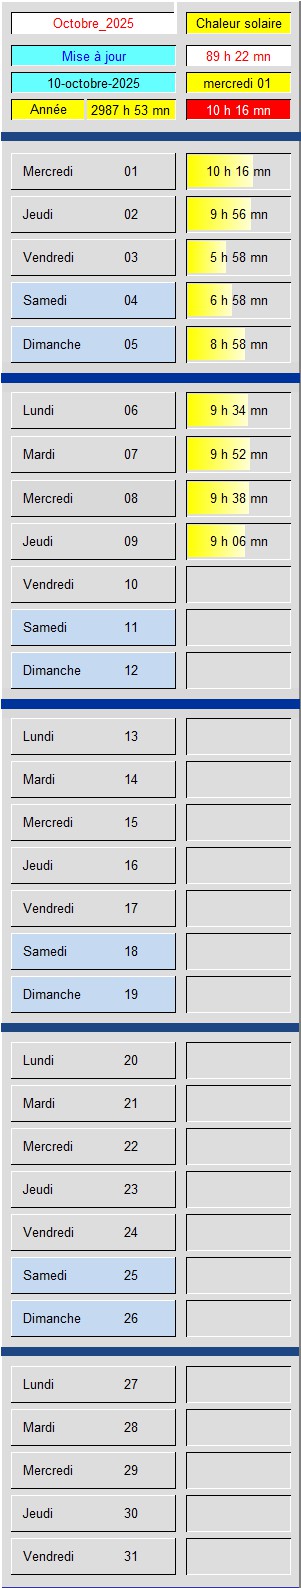 Octobre_2025 Chaleur solaire
Mise à jour 89 h 22 mn
10-octobre-2025 mercredi 01
Année 2987 h 53 mn 10 h 16 mn
Mercredi 01 10 h 16 mn
Jeudi 02 9 h 56 mn
Vendredi 03 5 h 58 mn
Samedi 04 6 h 58 mn
Dimanche 05 8 h 58 mn
Lundi 06 9 h 34 mn
Mardi 07 9 h 52 mn
Mercredi 08 9 h 38 mn
Jeudi 09 9 h 06 mn
Vendredi 10
Samedi 11
Dimanche 12
Lundi 13
Mardi 14
Mercredi 15
Jeudi 16
Vendredi 17
Samedi 18
Dimanche 19
Lundi 20
Mardi 21
Mercredi 22
Jeudi 23
Vendredi 24
Samedi 25
Dimanche 26
Lundi 27
Mardi 28
Mercredi 29
Jeudi 30
Vendredi 31